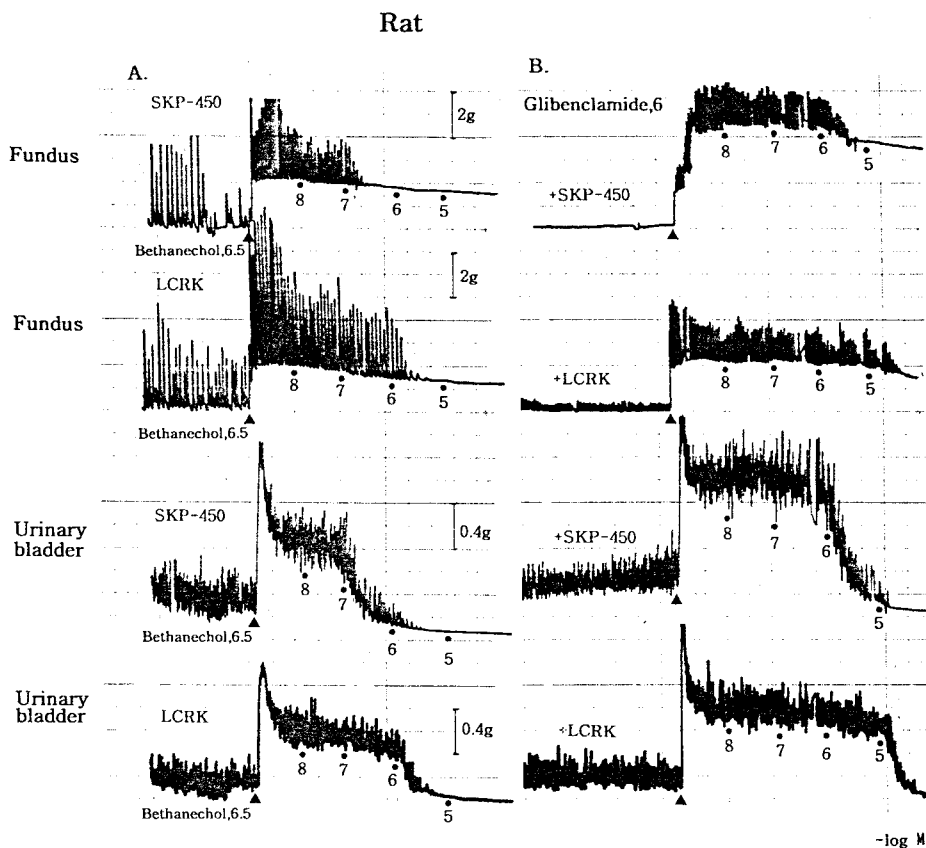 Rat
A.
SKP-450
2g
Fundus
8 7 6 5
Bethanechol,6.5
LCRK
2g
Fundus
8 7 6 5
Bethanechol,6.5
SKP-450
0.4g
Urinary
bladder
8 7 6 5
Bethanechol,6.5
LCRK
0.4g
Urinary
bladder
8 7 6 5
Bethanechol,6.5
B.
Glibenclamide,6
8 7 6 5
+SKP-450
+LCRK
8 7 6 5
+SKP-450
8 7 6 5
+LCRK
8 7 6 5
-log M